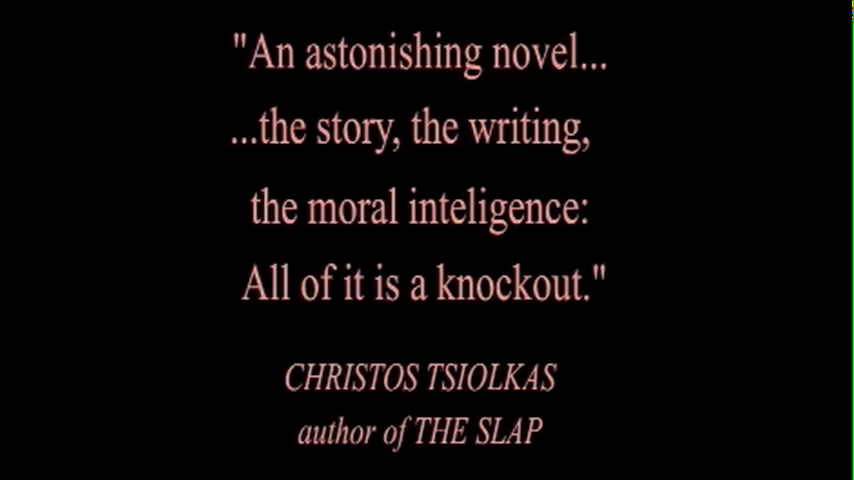 "An astonishing novel...
...the story, the writing,
the moral inteligence:
All of it is a knockout."
CHRISTOS TSIOLKAS
author of THE SLAP